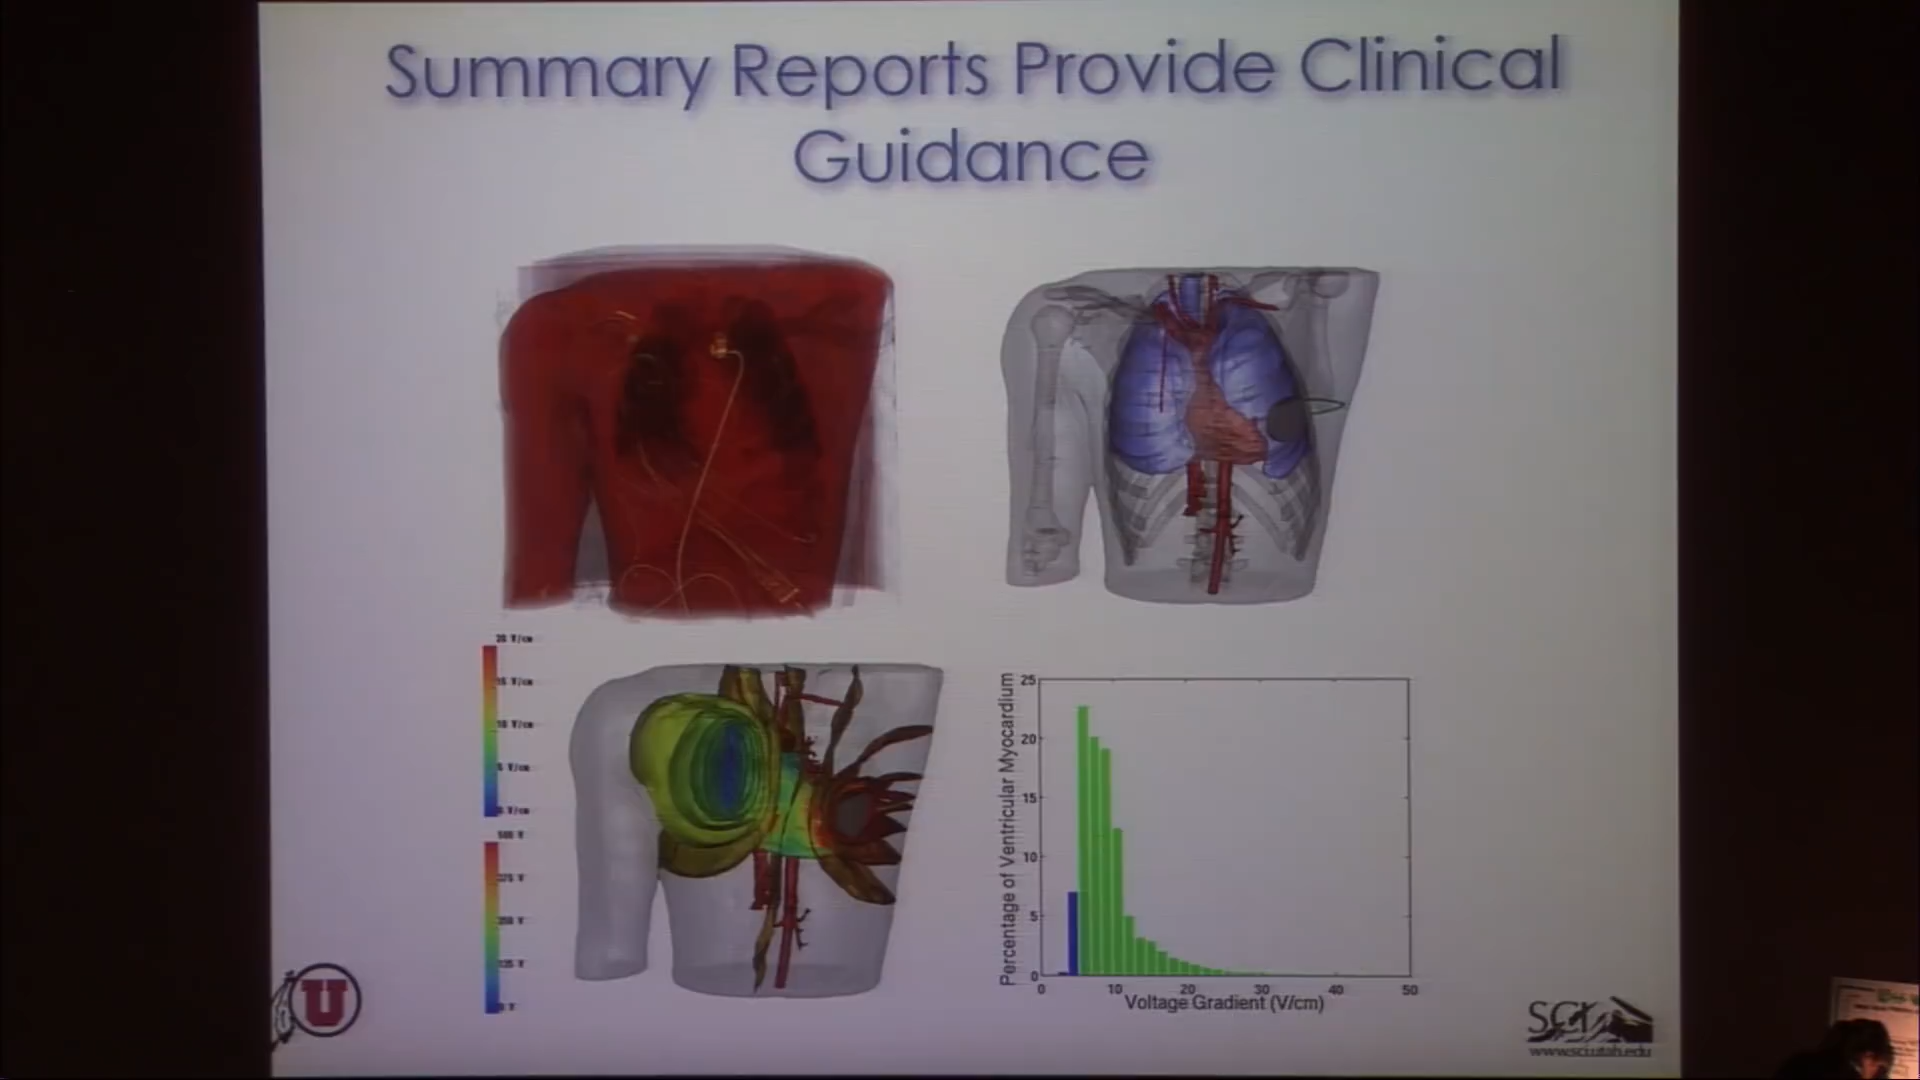 Summary Reports Provide Clinical
Guidance
20 V/cm
15 V/cm
10 V/cm
5 V/cm
0 V/cm
500 V
375 V
250 V
125 V
0 V
Percentage of Ventricular Myocardium
25
20
15
10
5
0
0 10 20 30 40 50
Voltage Gradient (V/cm)
U
SCI
www.sci.utah.edu